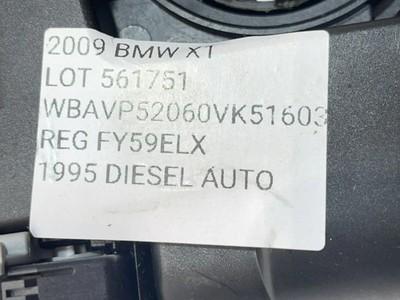 2009 BMW X1
LOT 561751
WBAVP52060VK51603
REG FY59ELX
1995 DIESEL AUTO